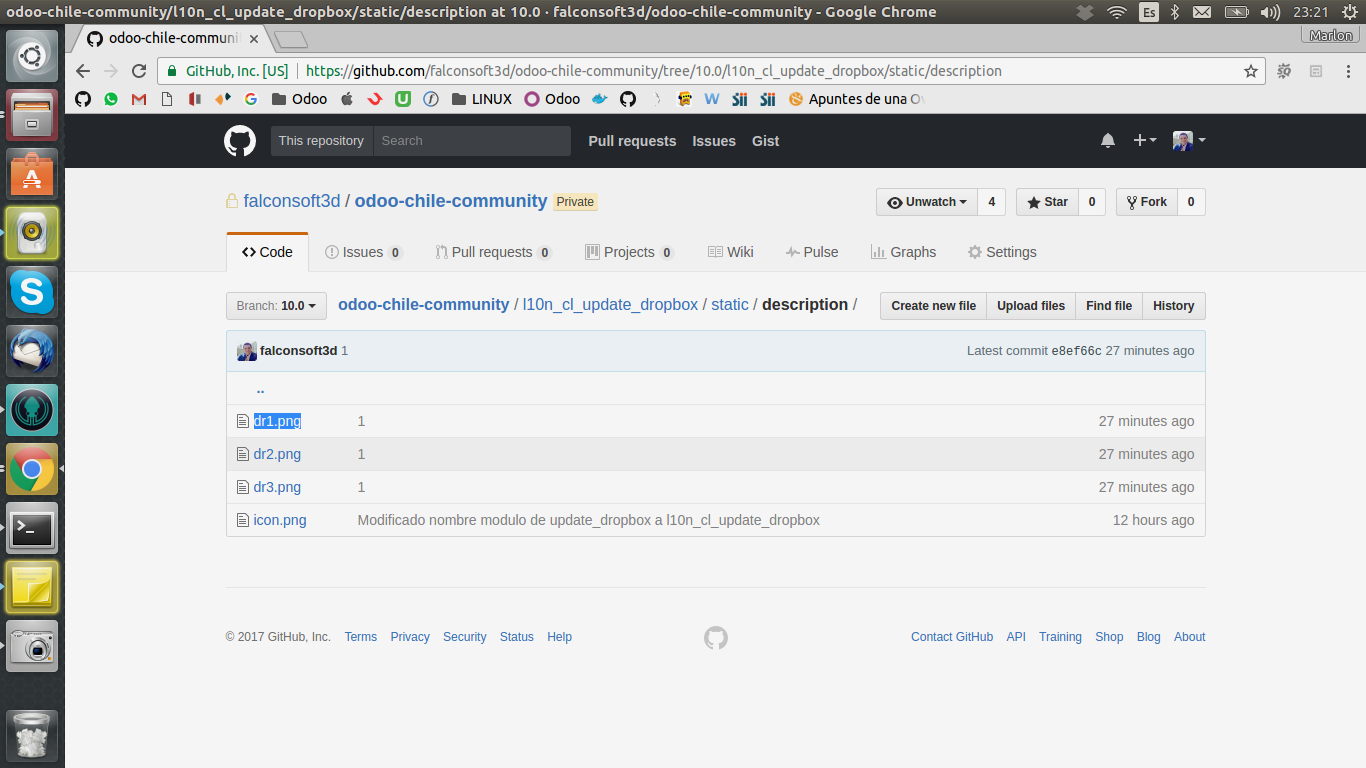 odoo-chile-community/l10n_cl_update_dropbox/static/description at 10.0 · falconsoft3d/odoo-chile-community - Google Chrome
Es
23:21
odoo-chile-communi
Marlon
GitHub, Inc. [US]
https://github.com/falconsoft3d/odoo-chile-community/tree/10.0/l10n_cl_update_dropbox/static/description
Odoo
LINUX
Odoo
Apuntes de una O
This repository
Search
Pull requests
Issues
Gist
falconsoft3d / odoo-chile-community Private
Unwatch 4
Star 0
Fork 0
Code
Issues 0
Pull requests 0
Projects 0
Wiki
Pulse
Graphs
Settings
Branch: 10.0
odoo-chile-community / l10n_cl_update_dropbox / static / description /
Create new file
Upload files
Find file
History
falconsoft3d 1
Latest commit e8ef66c 27 minutes ago
..
dr1.png 1 27 minutes ago
dr2.png 1 27 minutes ago
dr3.png 1 27 minutes ago
icon.png Modificado nombre modulo de update_dropbox a l10n_cl_update_dropbox 12 hours ago
© 2017 GitHub, Inc. Terms Privacy Security Status Help
Contact GitHub API Training Shop Blog About